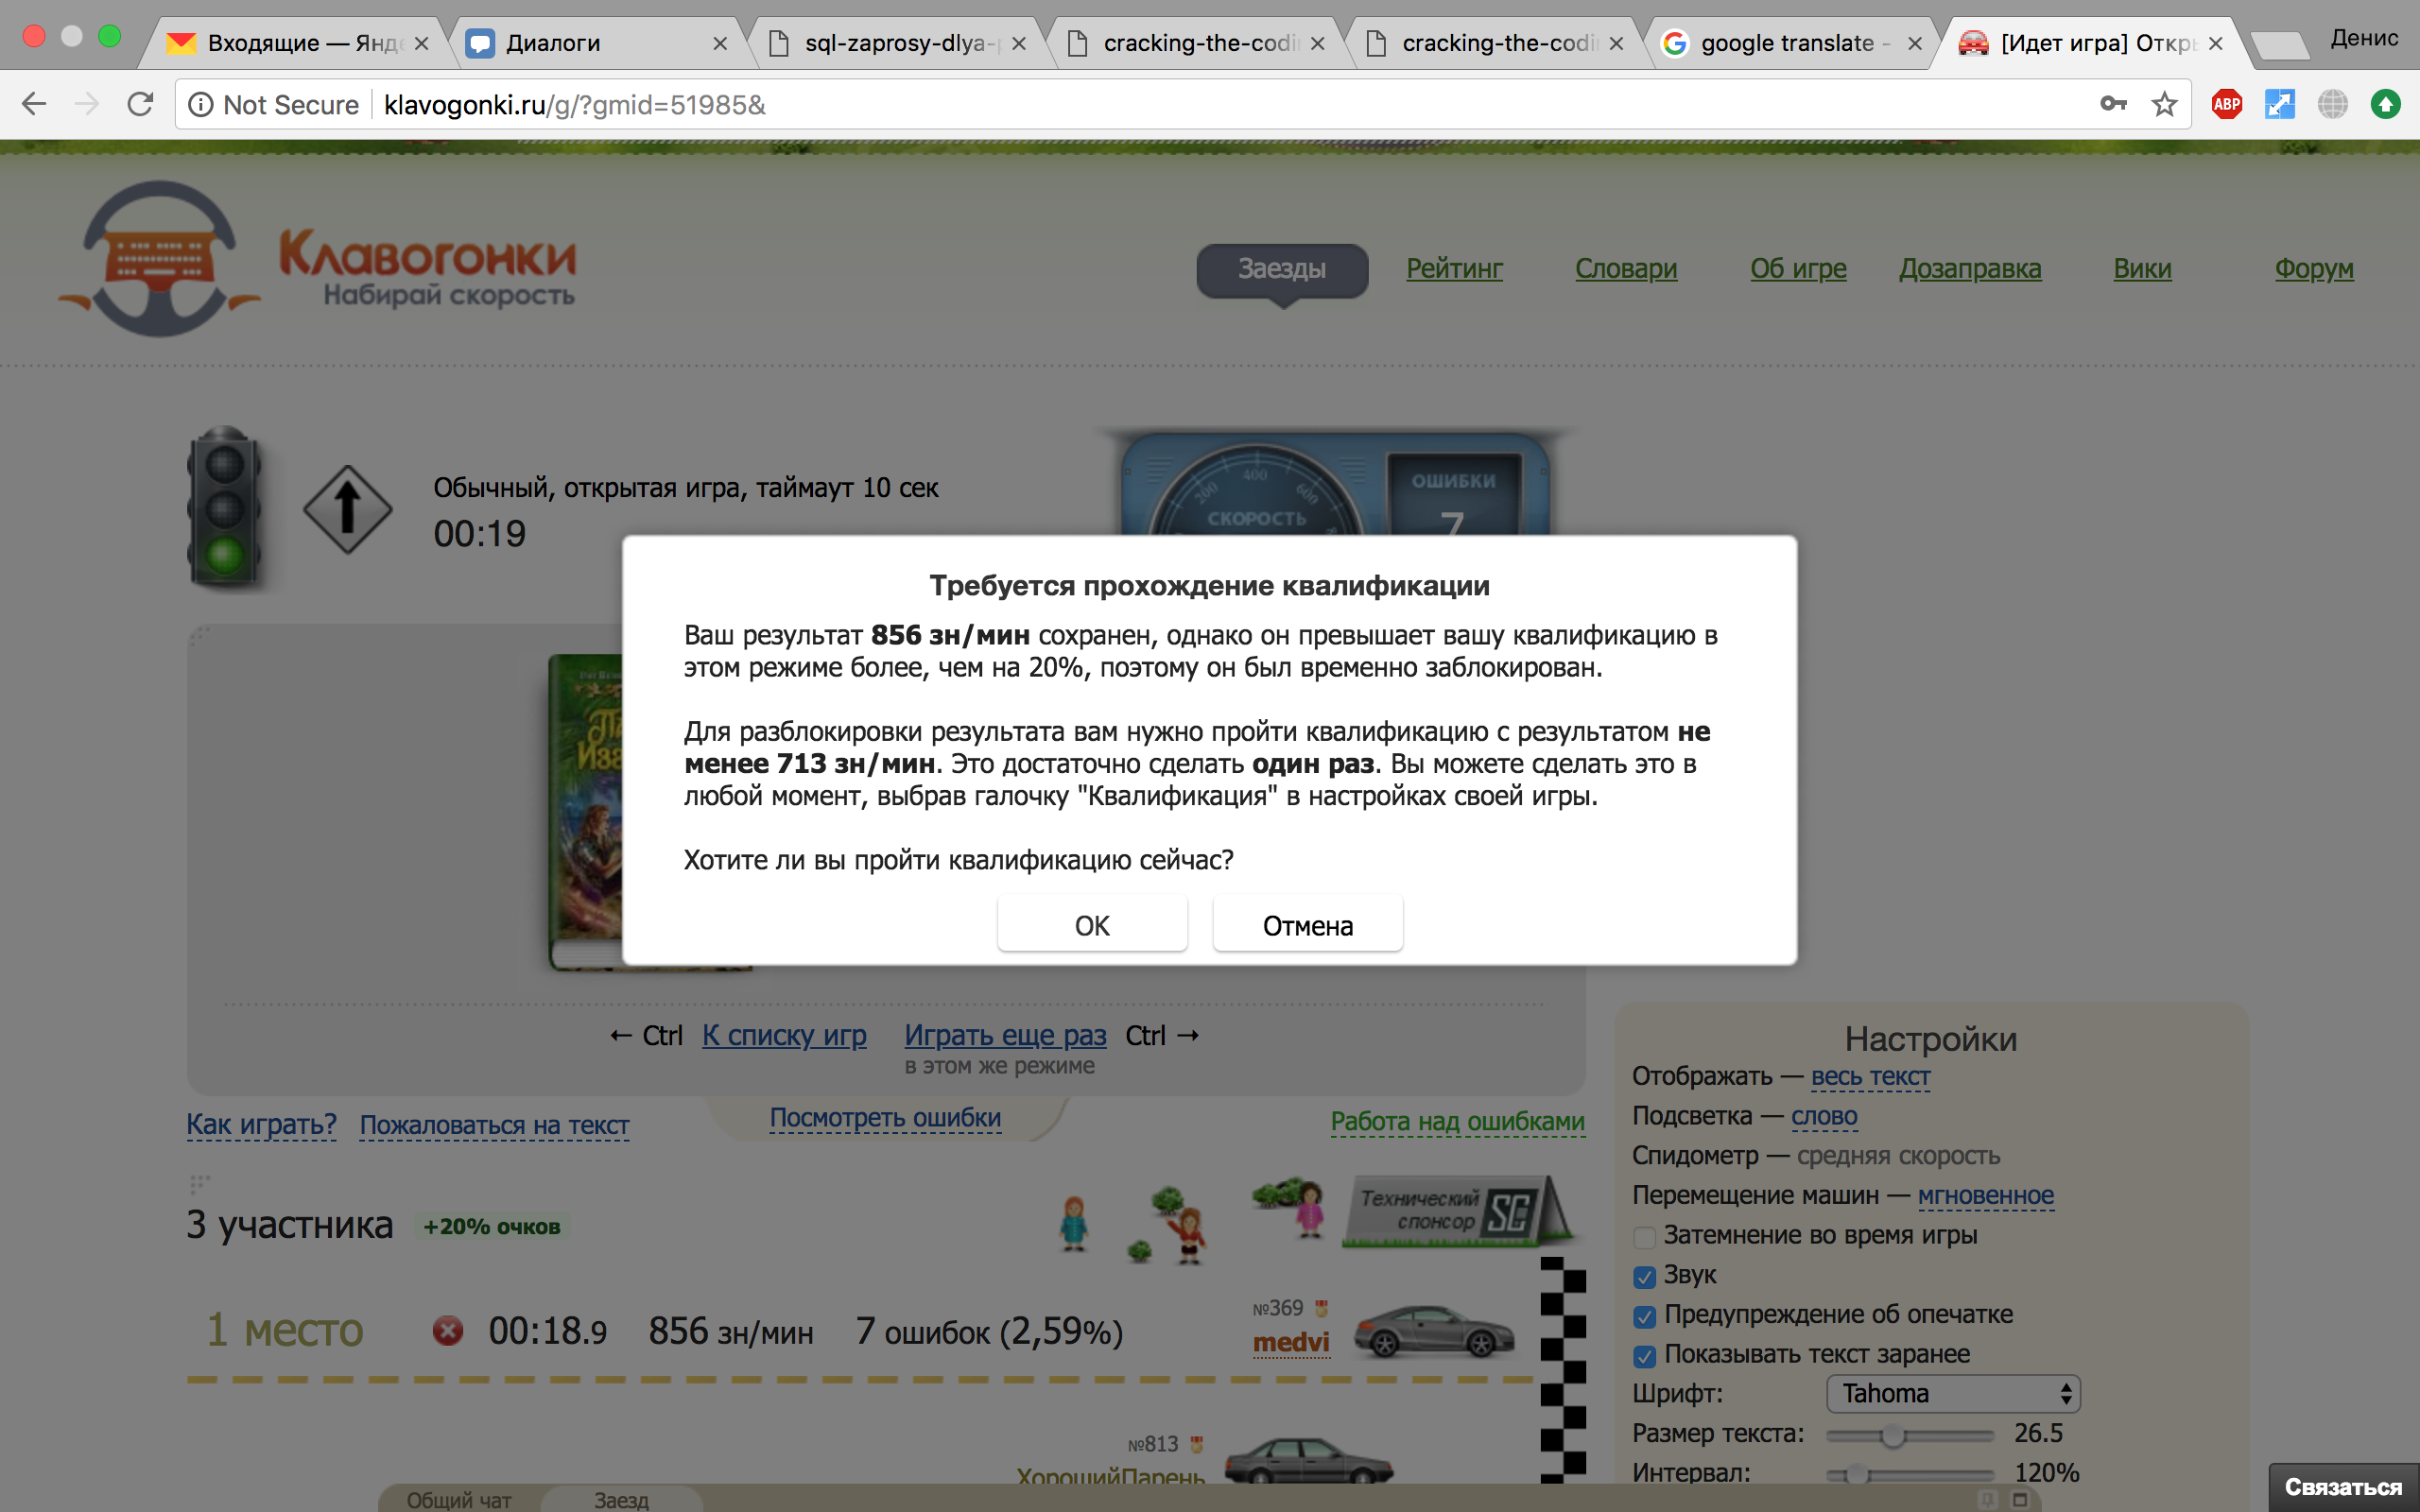 Входящие — Янде
Диалоги
sql-zaprosy-dlya-p
cracking-the-codi
cracking-the-codi
google translate -
[Идет игра] Откры
Денис
Not Secure
klavogonki.ru/g/?gmid=51985&
ABP
Клавогонки
Набирай скорость
Заезды
Рейтинг
Словари
Об игре
Дозаправка
Вики
Форум
Обычный, открытая игра, таймаут 10 сек
00:19
200
400
600
СКОРОСТЬ
ОШИБКИ
7
Требуется прохождение квалификации
Ваш результат 856 зн/мин сохранен, однако он превышает вашу квалификацию в
этом режиме более, чем на 20%, поэтому он был временно заблокирован.
Для разблокировки результата вам нужно пройти квалификацию с результатом не
менее 713 зн/мин. Это достаточно сделать один раз. Вы можете сделать это в
любой момент, выбрав галочку "Квалификация" в настройках своей игры.
Хотите ли вы пройти квалификацию сейчас?
OK
Отмена
← Ctrl К списку игр
Играть еще раз Ctrl →
в этом же режиме
Как играть?
Пожаловаться на текст
Посмотреть ошибки
Работа над ошибками
3 участника
+20% очков
Технический
спонсор
SG
1 место
00:18.9
856 зн/мин
7 ошибок (2,59%)
№369
medvi
№813
ХорошийПарень
Настройки
Отображать — весь текст
Подсветка — слово
Спидометр — средняя скорость
Перемещение машин — мгновенное
Затемнение во время игры
Звук
Предупреждение об опечатке
Показывать текст заранее
Шрифт: Tahoma
Размер текста: 26.5
Интервал: 120%
Общий чат
Заезд
Связаться